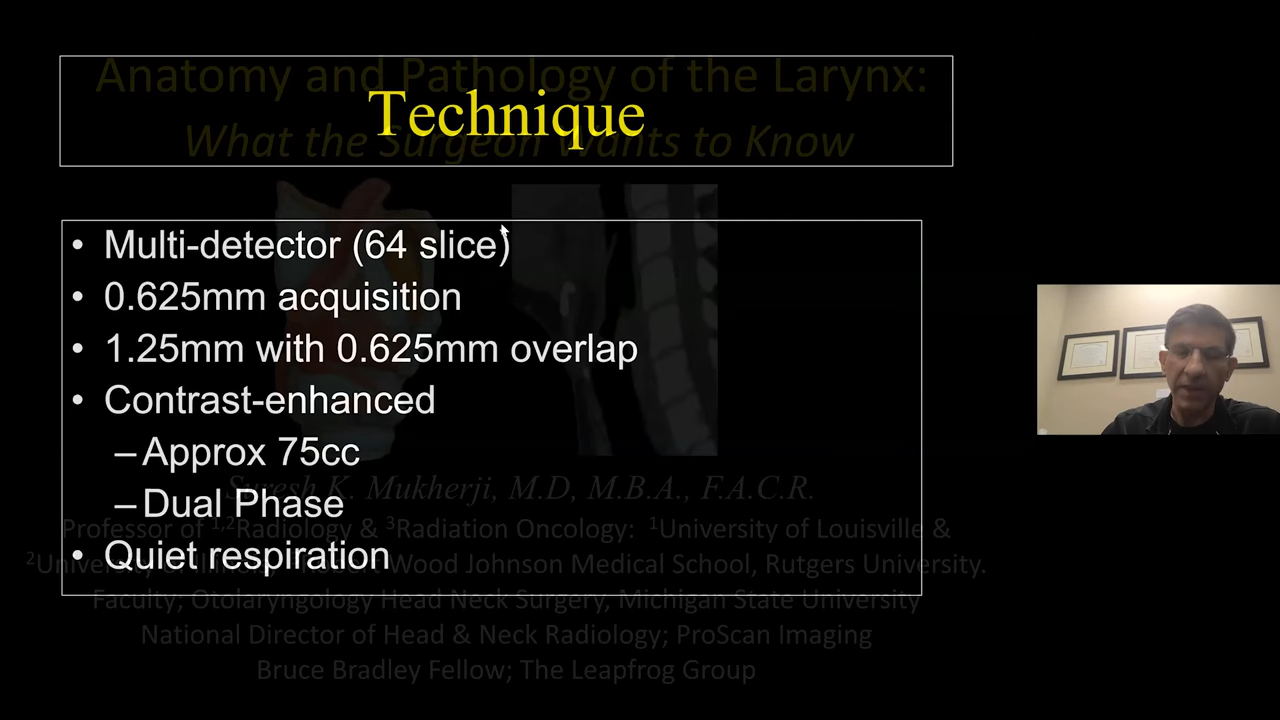 Anatomy and Pathology of the Larynx:
Technique
What the Surgeon Wants to Know
• Multi-detector (64 slice)
• 0.625mm acquisition
• 1.25mm with 0.625mm overlap
• Contrast-enhanced
–Approx 75cc
–Dual Phase
• Quiet respiration
Suresh K. Mukherji, M.D, M.B.A., F.A.C.R.
Professor of 1,2Radiology & 3Radiation Oncology: 1University of Louisville &
Wood Johnson Medical School, Rutgers University.
Faculty; Otolaryngology Head Neck Surgery, Michigan State University
National Director of Head & Neck Radiology; ProScan Imaging
Bruce Bradley Fellow; The Leapfrog Group